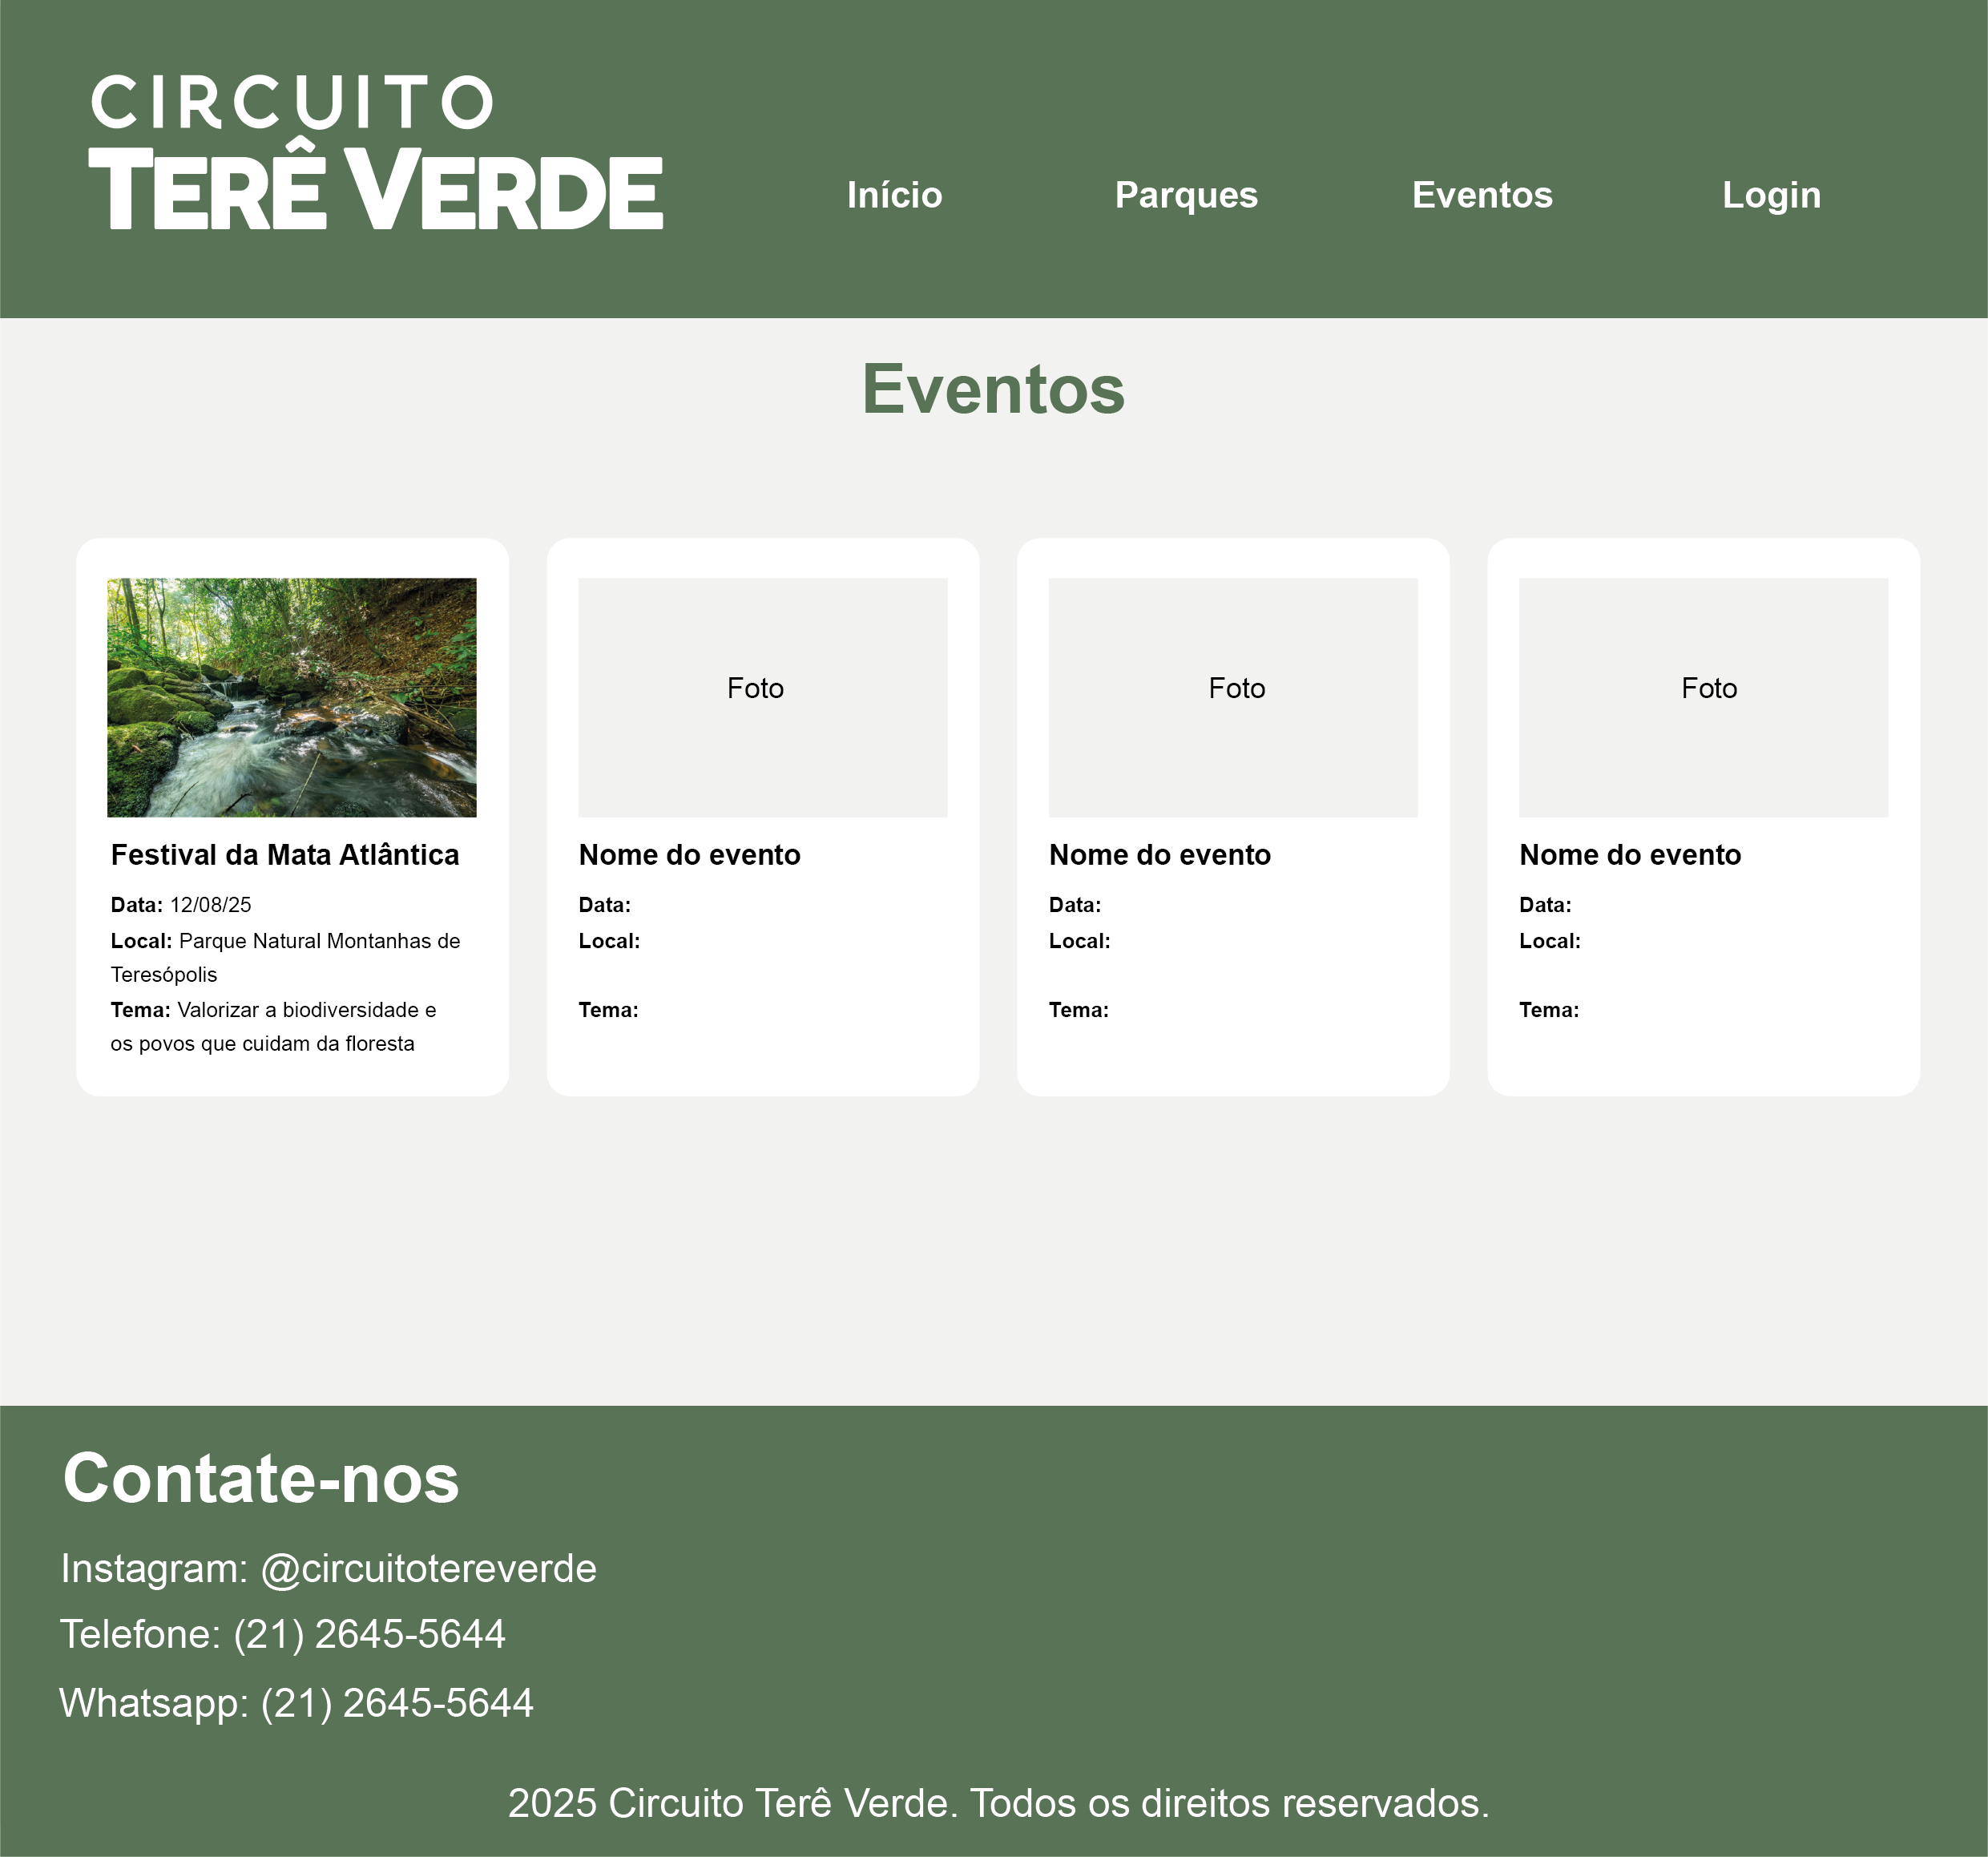 CIRCUITO
TERÊ VERDE
Início Parques Eventos Login
Eventos
Festival da Mata Atlântica
Data: 12/08/25
Local: Parque Natural Montanhas de
Teresópolis
Tema: Valorizar a biodiversidade e
os povos que cuidam da floresta
Foto
Nome do evento
Data:
Local:
Tema:
Foto
Nome do evento
Data:
Local:
Tema:
Foto
Nome do evento
Data:
Local:
Tema:
Contate-nos
Instagram: @circuitotereverde
Telefone: (21) 2645-5644
Whatsapp: (21) 2645-5644
2025 Circuito Terê Verde. Todos os direitos reservados.